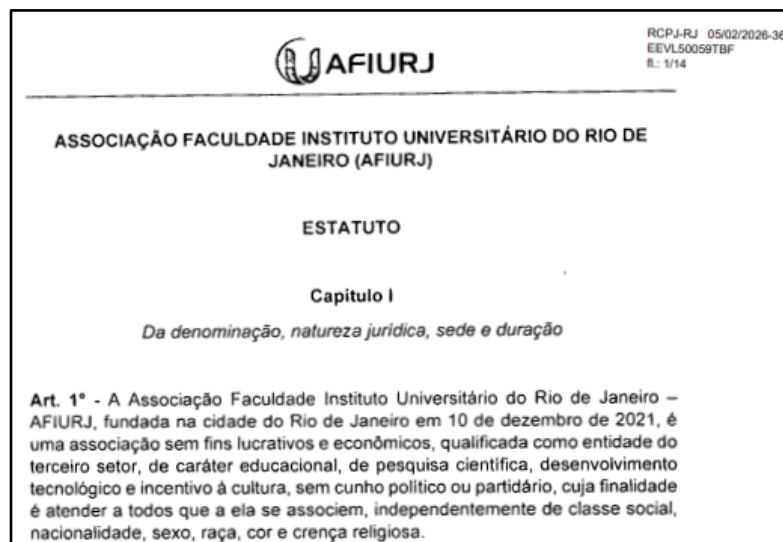 RCPJ-RJ 05/02/2026-36
EEVL50059TBF
fl.: 1/14
AFIURJ
ASSOCIAÇÃO FACULDADE INSTITUTO UNIVERSITÁRIO DO RIO DE
JANEIRO (AFIURJ)
ESTATUTO
Capítulo I
Da denominação, natureza jurídica, sede e duração
Art. 1º - A Associação Faculdade Instituto Universitário do Rio de Janeiro –
AFIURJ, fundada na cidade do Rio de Janeiro em 10 de dezembro de 2021, é
uma associação sem fins lucrativos e econômicos, qualificada como entidade do
terceiro setor, de caráter educacional, de pesquisa científica, desenvolvimento
tecnológico e incentivo à cultura, sem cunho político ou partidário, cuja finalidade
é atender a todos que a ela se associem, independentemente de classe social,
nacionalidade, sexo, raça, cor e crença religiosa.